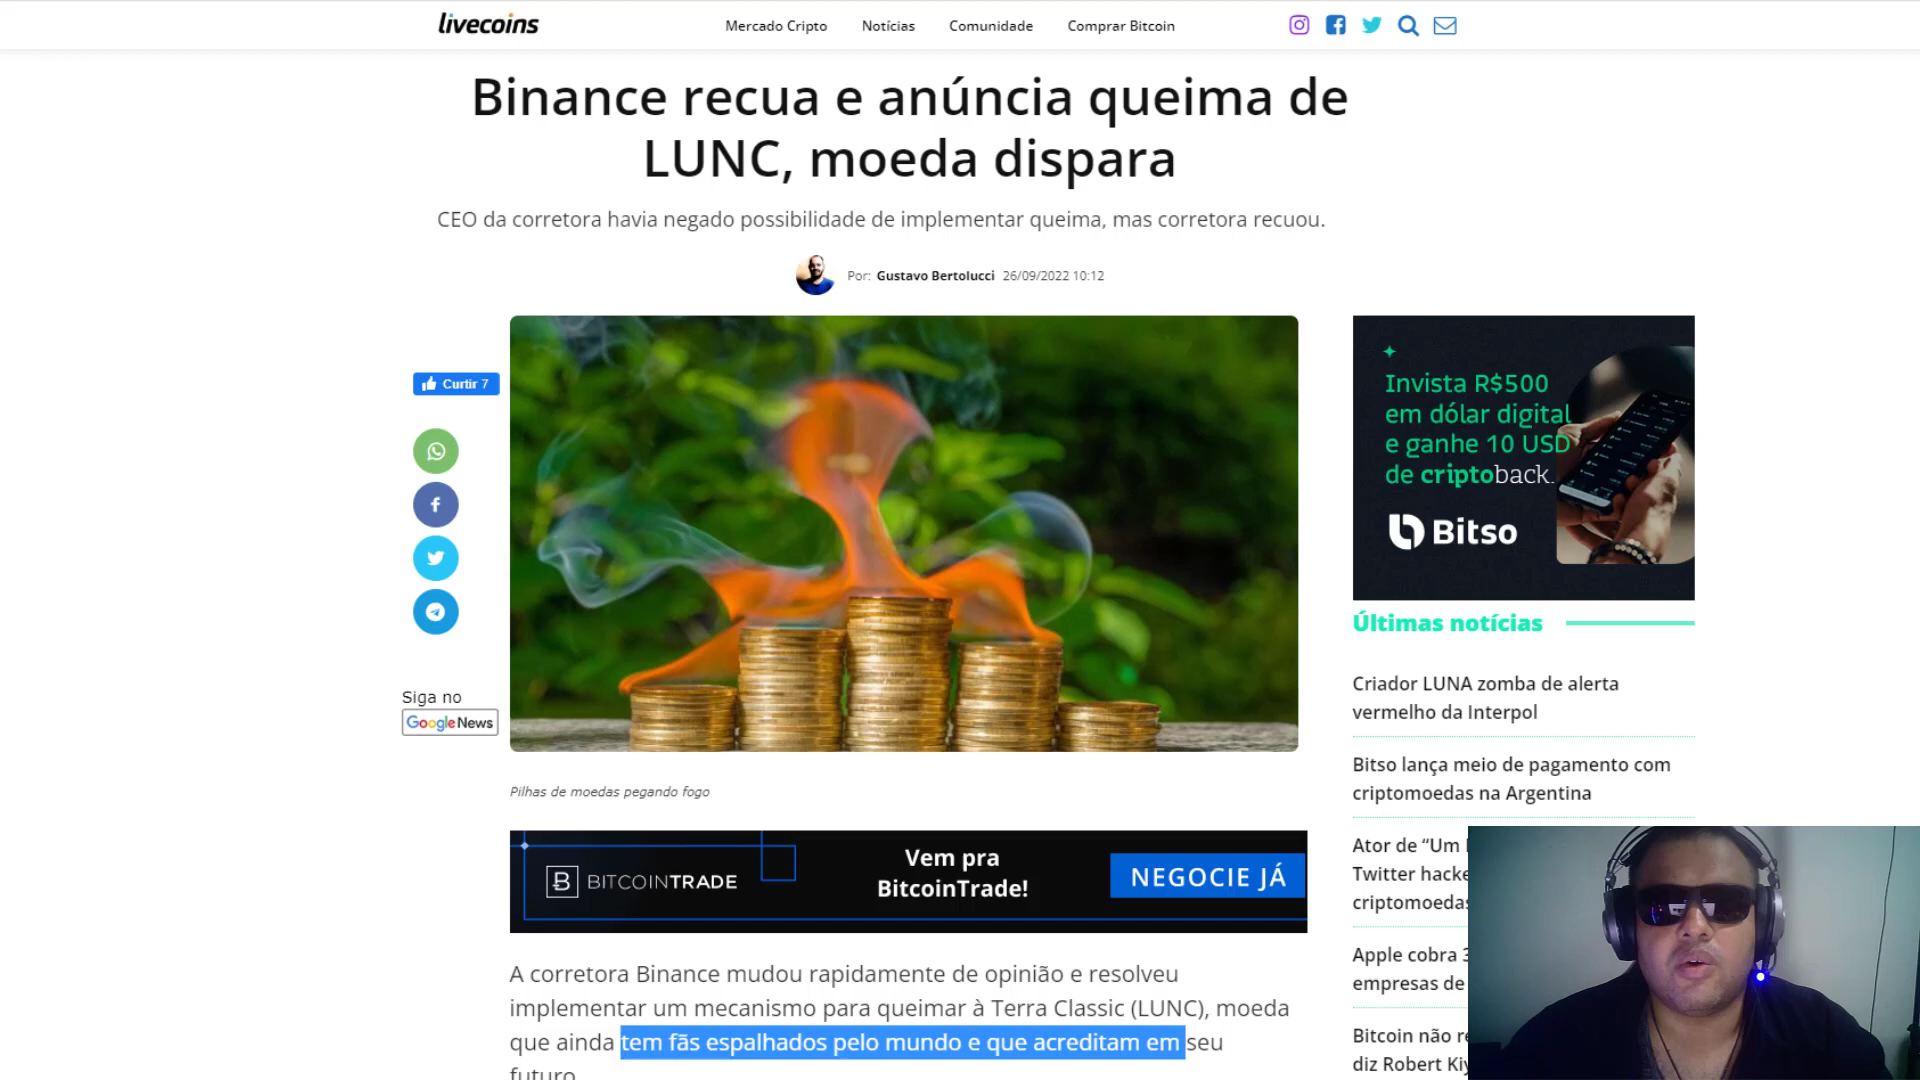 livecoins
Mercado Cripto Notícias Comunidade Comprar Bitcoin
Binance recua e anúncia queima de
LUNC, moeda dispara
CEO da corretora havia negado possibilidade de implementar queima, mas corretora recuou.
Por: Gustavo Bertolucci 26/09/2022 10:12
Curtir 7
Siga no
Google News
Pilhas de moedas pegando fogo
BITCOINTRADE
Vem pra
BitcoinTrade!
NEGOCIE JÁ
A corretora Binance mudou rapidamente de opinião e resolveu
implementar um mecanismo para queimar à Terra Classic (LUNC), moeda
que ainda tem fãs espalhados pelo mundo e que acreditam em seu
futuro
Invista R$500
em dólar digital
e ganhe 10 USD
de criptoback.
Bitso
Últimas notícias
Criador LUNA zomba de alerta
vermelho da Interpol
Bitso lança meio de pagamento com
criptomoedas na Argentina
Ator de “Um
Twitter hacke
criptomoedas
Apple cobra 3
empresas de
Bitcoin não re
diz Robert Kiy